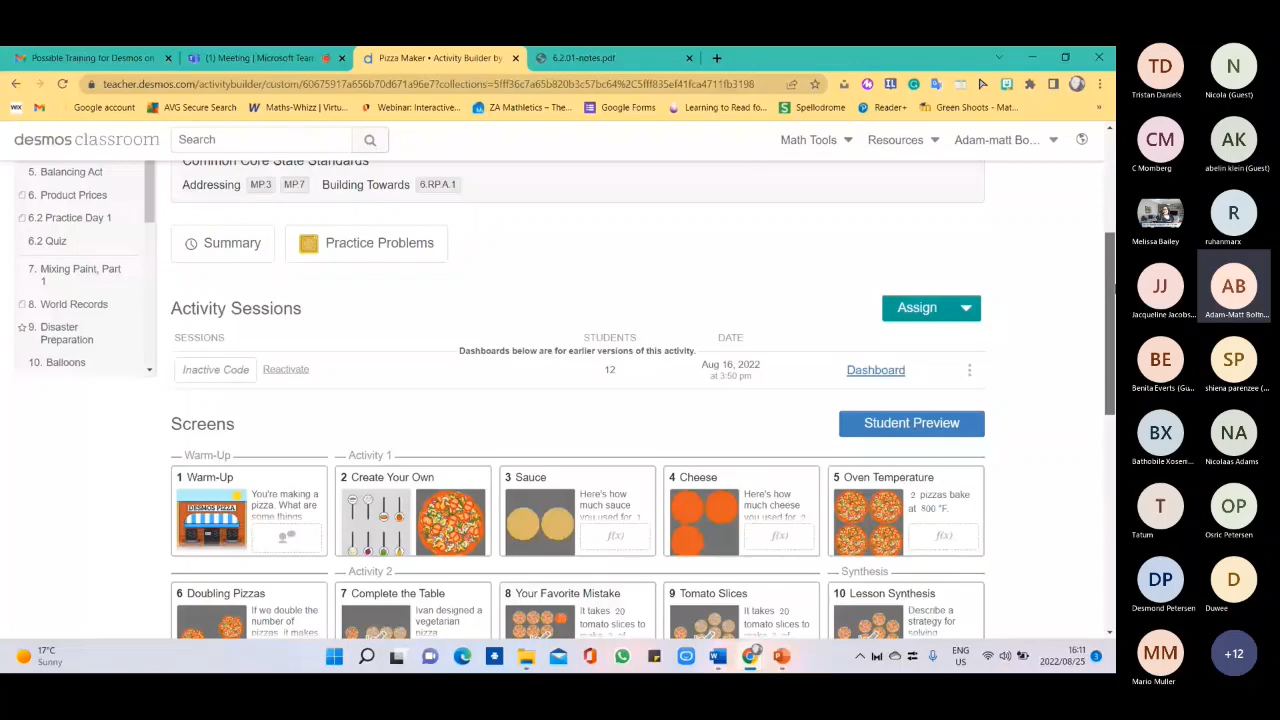 Possible Training for Desmos on
(1) Meeting | Microsoft Team
Pizza Maker • Activity Builder by
6.2.01-notes.pdf
teacher.desmos.com/activitybuilder/custom/60675917a656b70d671a96e7?collections=5fff36c7a65b820b3c57bc64%2C5fff835ef41fca4711fb3198
WIX
Google account
AVG Secure Search
Maths-Whizz | Virtu...
Webinar: Interactive...
ZA Mathletics – The...
Google Forms
Learning to Read fo...
Spellodrome
Reader+
Green Shoots – Mat...
desmos classroom
Search
Math Tools
Resources
Adam-matt Bo...
5. Balancing Act
6. Product Prices
6.2 Practice Day 1
6.2 Quiz
7. Mixing Paint, Part
1
8. World Records
9. Disaster
Preparation
10. Balloons
Common Core State Standards
Addressing MP.3 MP.7 Building Towards 6.RP.A.1
Summary
Practice Problems
Activity Sessions
Assign
SESSIONS STUDENTS DATE
Dashboards below are for earlier versions of this activity.
Inactive Code Reactivate 12 Aug 16, 2022 Dashboard
at 3:50 pm
Screens
Student Preview
Warm-Up Activity 1
1 Warm-Up
DESMOS PIZZA
You're making a
pizza. What are
some things
2 Create Your Own
3 Sauce
Here's how
much sauce
you used for
f(x)
4 Cheese
Here's how
much cheese
you used for
f(x)
5 Oven Temperature
2 pizzas bake
at 800 °F.
f(x)
Activity 2 Synthesis
6 Doubling Pizzas
If we double the
number of
pizzas, it makes
7 Complete the Table
Ivan designed a
vegetarian
pizza
8 Your Favorite Mistake
It takes 20
tomato slices to
9 Tomato Slices
It takes 20
tomato slices to
10 Lesson Synthesis
Describe a
strategy for
solving
17°C
Sunny
ENG
US
16:11
2022/08/25
3
TD
Tristan Daniels
N
Nicola (Guest)
CM
C Momberg
AK
abelin klein (Guest)
Melissa Bailey
R
ruhanmarx
JJ
Jacqueline Jacobs...
AB
Adam-Matt Boltn...
BE
Benita Everts (Gu...
SP
shiena parenzee (...
BX
Bathobile Xoseni...
NA
Nicolaas Adams
T
Tatum
OP
Osric Petersen
DP
Desmond Petersen
D
Duwee
MM
Mario Muller
+12